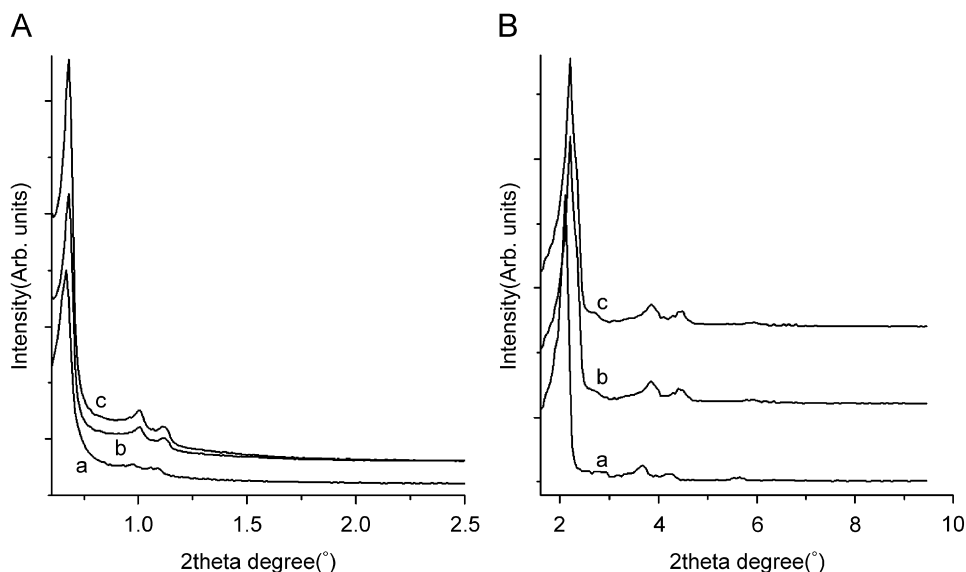 A
B
Intensity(Arb. units)
c
b
a
1.0
1.5
2.0
2.5
2theta degree(°)
Intensity(Arb. units)
c
b
a
2
4
6
8
10
2theta degree(°)